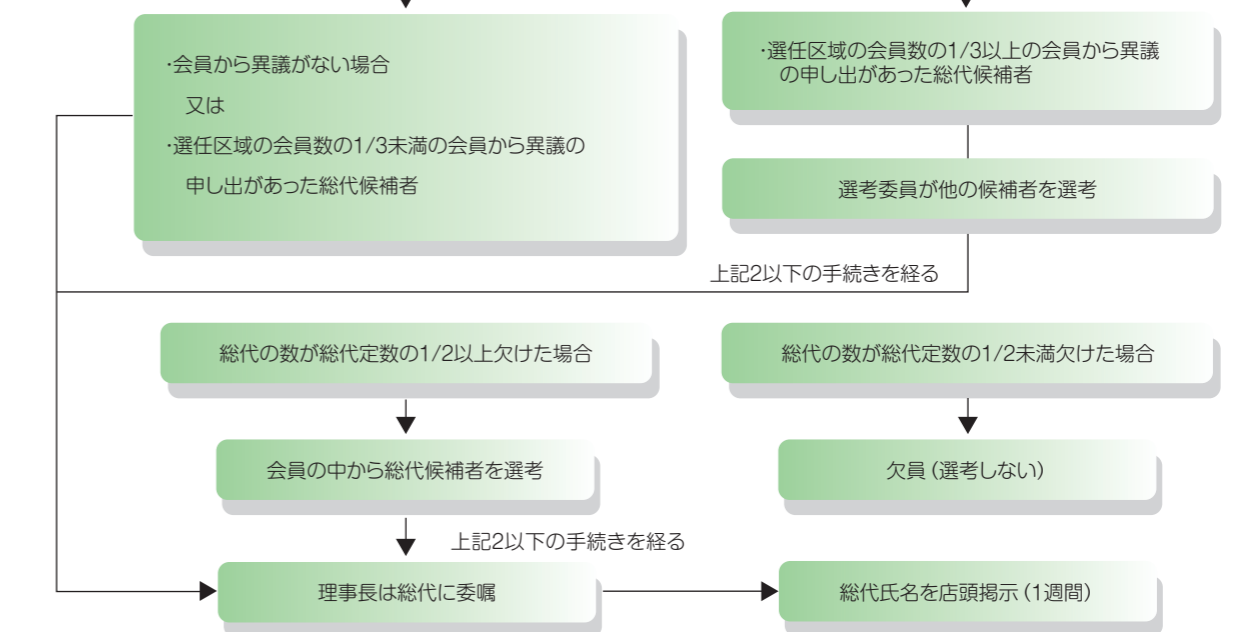 ・会員から異議がない場合
又は
・選任区域の会員数の1/3未満の会員から異議の
申し出があった総代候補者
・選任区域の会員数の1/3以上の会員から異議
の申し出があった総代候補者
選考委員が他の候補者を選考
上記2以下の手続きを経る
総代の数が総代定数の1/2以上欠けた場合
総代の数が総代定数の1/2未満欠けた場合
会員の中から総代候補者を選考
欠員（選考しない）
上記2以下の手続きを経る
理事長は総代に委嘱
総代氏名を店頭掲示（1週間）